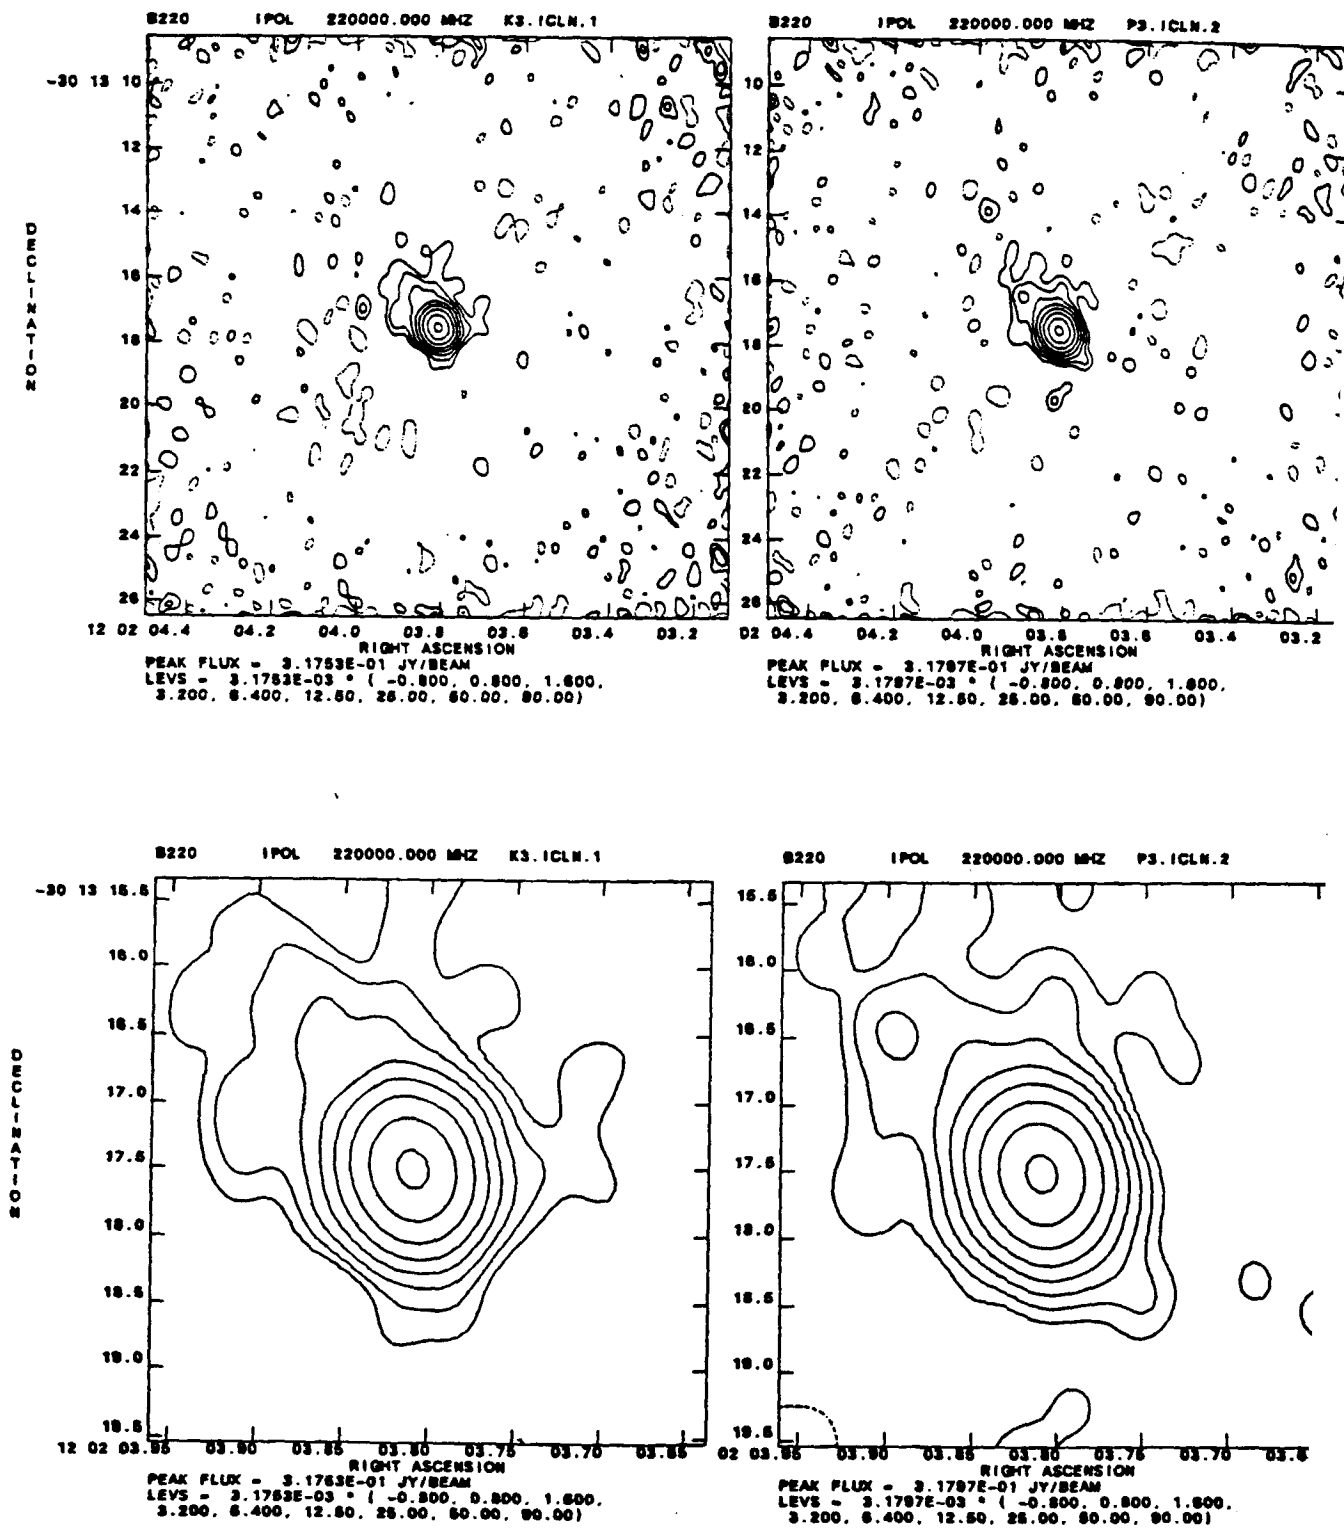 B220 IPOL 220000.000 MHZ K3.ICLN.1
B220 IPOL 220000.000 MHZ P3.ICLN.2
DECLINATION
-30 13 10
12
14
16
18
20
22
24
26
10
12
14
16
18
20
22
24
26
12 02 04.4 04.2 04.0 03.8 03.6 03.4 03.2
02 04.4 04.2 04.0 03.8 03.6 03.4 03.2
RIGHT ASCENSION
PEAK FLUX = 3.1753E-01 JY/BEAM
LEVS = 3.1753E-03 * ( -0.800, 0.800, 1.600,
3.200, 6.400, 12.50, 25.00, 50.00, 90.00)
RIGHT ASCENSION
PEAK FLUX = 3.1797E-01 JY/BEAM
LEVS = 3.1797E-03 * ( -0.800, 0.800, 1.600,
3.200, 6.400, 12.50, 25.00, 50.00, 90.00)
B220 IPOL 220000.000 MHZ K3.ICLN.1
B220 IPOL 220000.000 MHZ P3.ICLN.2
DECLINATION
-30 13 15.5
16.0
16.5
17.0
17.5
18.0
18.5
19.0
19.5
15.5
16.0
16.5
17.0
17.5
18.0
18.5
19.0
19.5
12 02 03.95 03.90 03.85 03.80 03.75 03.70 03.65
02 03.95 03.90 03.85 03.80 03.75 03.70 03.6
RIGHT ASCENSION
PEAK FLUX = 3.1753E-01 JY/BEAM
LEVS = 3.1753E-03 * ( -0.800, 0.800, 1.600,
3.200, 6.400, 12.50, 25.00, 50.00, 90.00)
RIGHT ASCENSION
PEAK FLUX = 3.1797E-01 JY/BEAM
LEVS = 3.1797E-03 * ( -0.800, 0.800, 1.600,
3.200, 6.400, 12.50, 25.00, 50.00, 90.00)